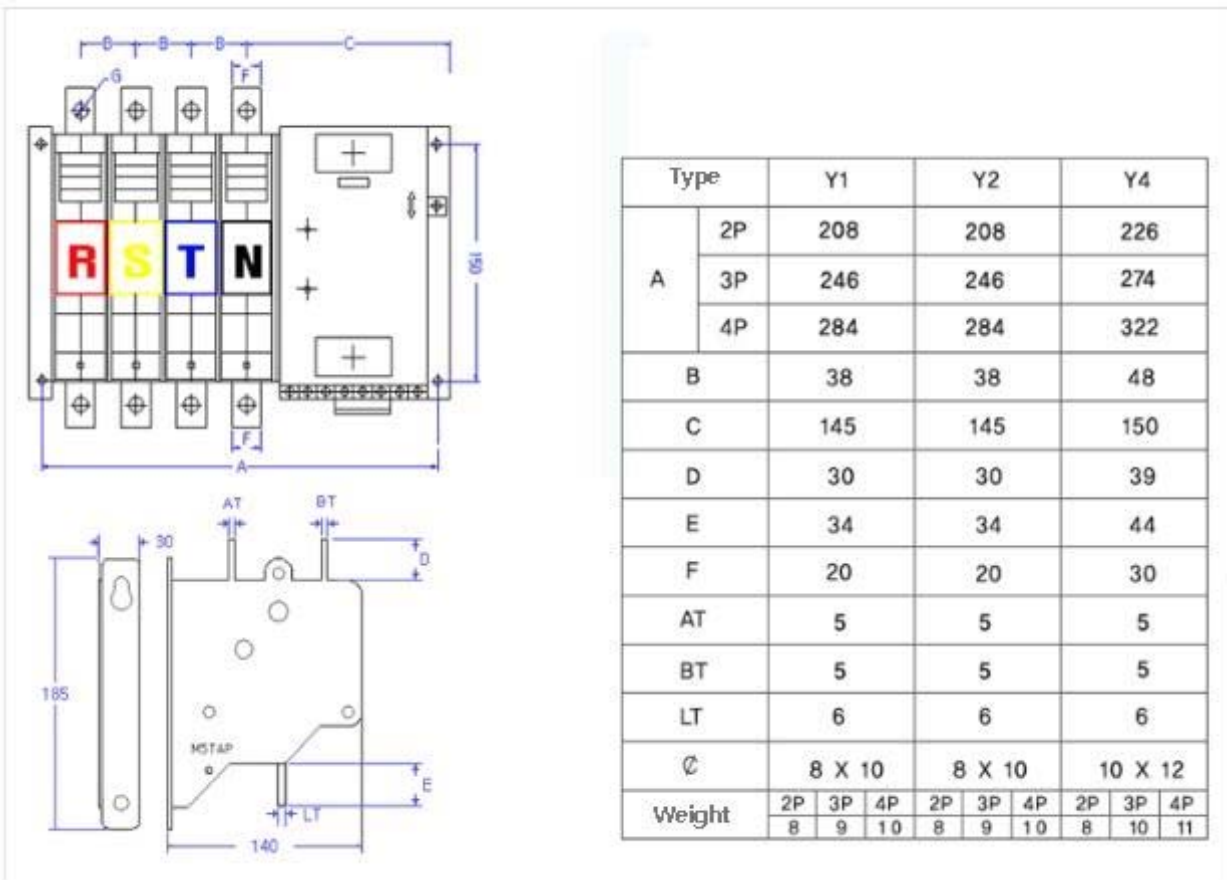 B B B C
G F
R S T N
150
F
A
AT BT
30 D
185
M5TAP
E
LT
140
Type Y1 Y2 Y4
A 2P 208 208 226
3P 246 246 274
4P 284 284 322
B 38 38 48
C 145 145 150
D 30 30 39
E 34 34 44
F 20 20 30
AT 5 5 5
BT 5 5 5
LT 6 6 6
₡ 8 X 10 8 X 10 10 X 12
Weight 2P 3P 4P 2P 3P 4P 2P 3P 4P
8 9 10 8 9 10 8 10 11